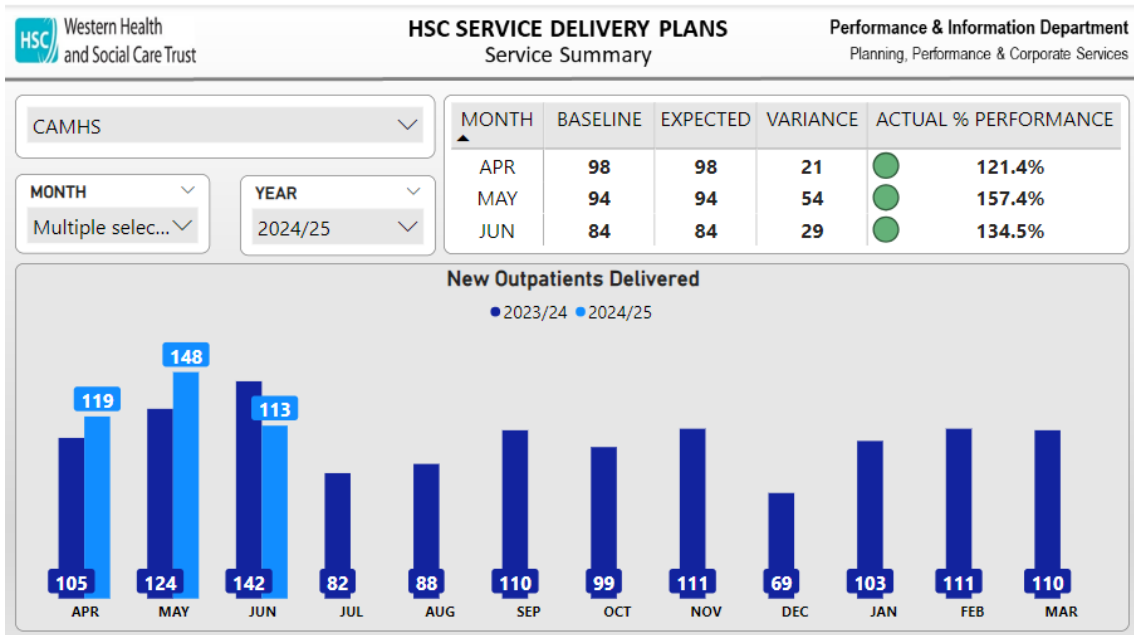 HSC
Western Health
and Social Care Trust
HSC SERVICE DELIVERY PLANS
Service Summary
Performance & Information Department
Planning, Performance & Corporate Services
CAMHS
MONTH
Multiple selec...
YEAR
2024/25
MONTH BASELINE EXPECTED VARIANCE ACTUAL % PERFORMANCE
APR 98 98 21 121.4%
MAY 94 94 54 157.4%
JUN 84 84 29 134.5%
New Outpatients Delivered
2023/24 2024/25
119 148 113
105 124 142 82 88 110 99 111 69 103 111 110
APR MAY JUN JUL AUG SEP OCT NOV DEC JAN FEB MAR